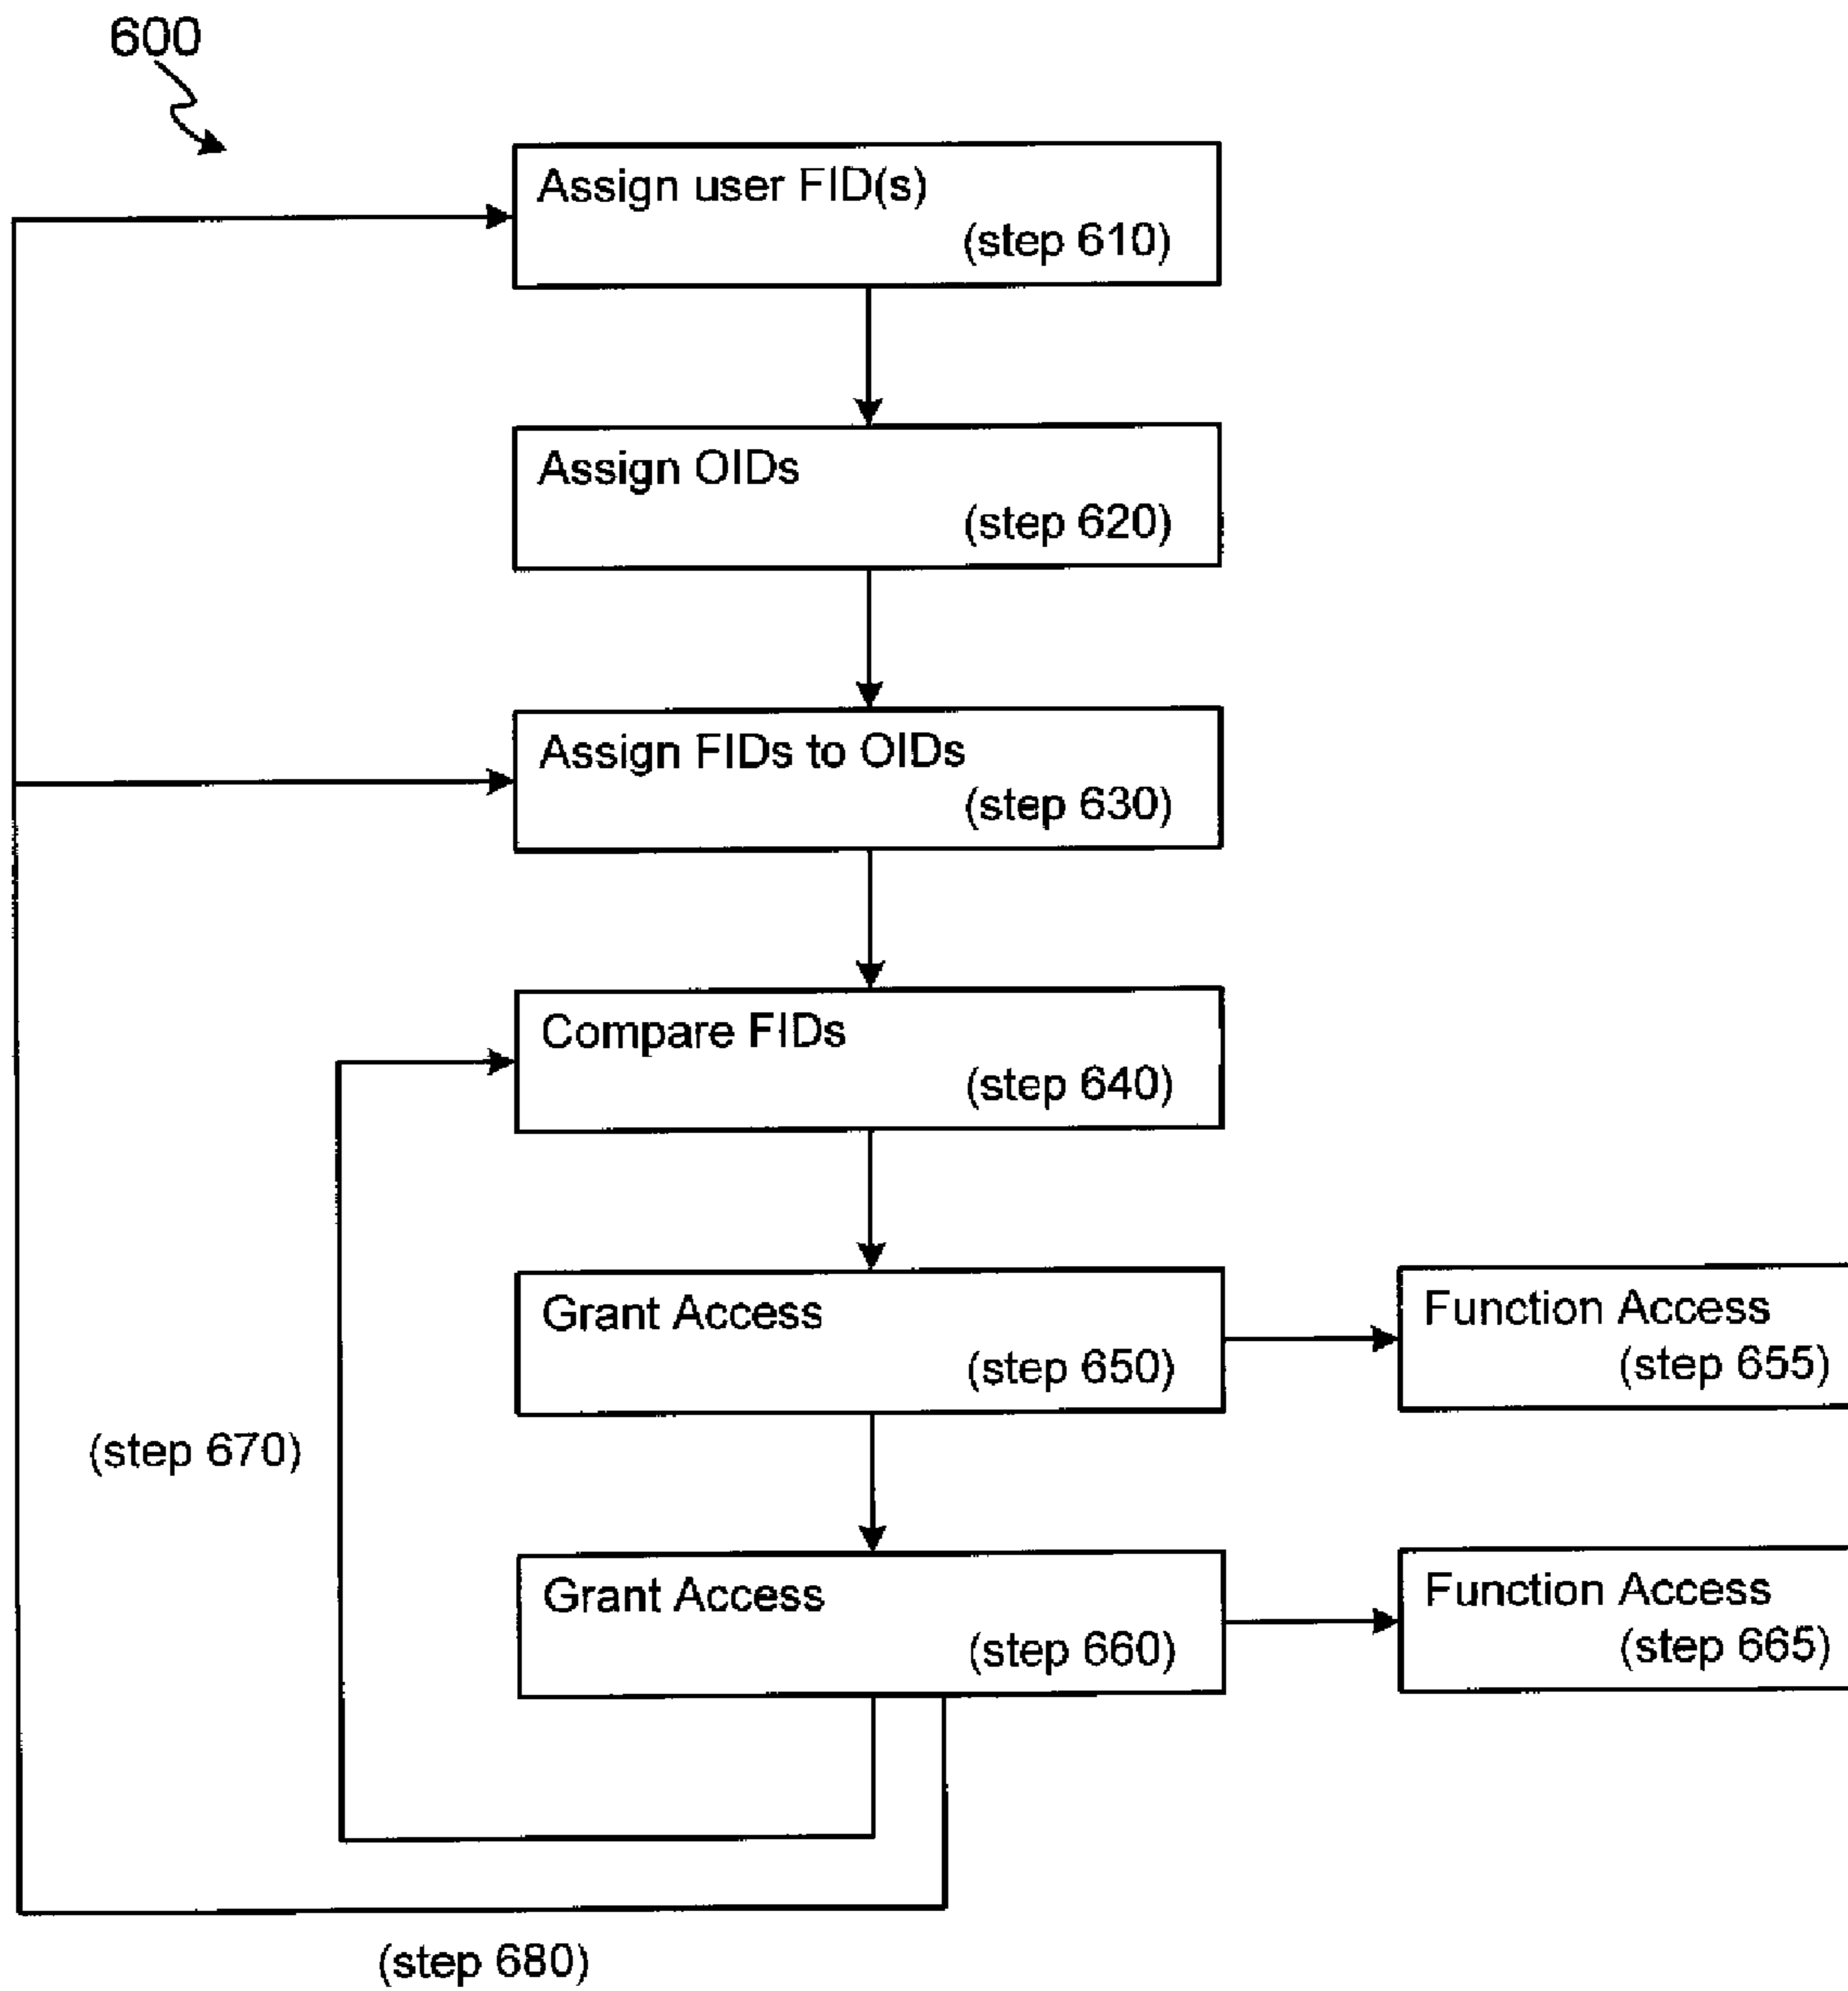 600
Assign user FID(s)
(step 610)
Assign OIDs
(step 620)
Assign FIDs to OIDs
(step 630)
Compare FIDs
(step 640)
Grant Access
(step 650)
Function Access
(step 655)
(step 670)
Grant Access
(step 660)
Function Access
(step 665)
(step 680)